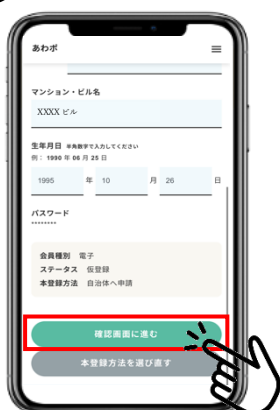 あわポ
マンション・ビル名
XXXX ビル
生年月日 半角数字で入力してください
例： 1990 年 06 月 25 日
1995 年 10 月 26 日
パスワード
********
会員種別 電子
ステータス 仮登録
本登録方法 自治体へ申請
確認画面に進む
本登録方法を選び直す